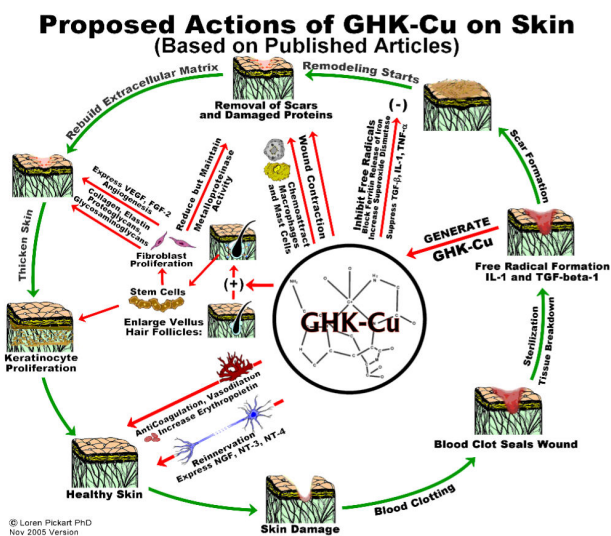 Proposed Actions of GHK-Cu on Skin
(Based on Published Articles)
Remodeling Starts
Rebuild Extracellular Matrix
Removal of Scars
and Damaged Proteins
(-)
Scar Formation
Inhibit Free Radicals
Block Ferritin Release of Iron
Increase Superoxide Dismutase
Suppress TGF-β, IL-1, TNF-α
Wound Contraction
Chemoattract
Macrophages
and Mast Cells
Reduce but Maintain
Metalloproteinase
Activity
Express VEGF, FGF-2
Angiogenesis
Collagen, Elastin
Proteoglycans,
Glycosaminoglycans
Thicken Skin
Fibroblast
Proliferation
GENERATE
GHK-Cu
Free Radical Formation
IL-1 and TGF-beta-1
(+)
Stem Cells
Enlarge Vellus
Hair Follicles:
GHK-Cu
Keratinocyte
Proliferation
Sterilization
Tissue Breakdown
AntiCoagulation, Vasodilation
Increase Erythropoietin
Reinnervation
Express NGF, NT-3, NT-4
Blood Clot Seals Wound
Healthy Skin
Blood Clotting
Skin Damage
© Loren Pickart PhD
Nov 2005 Version